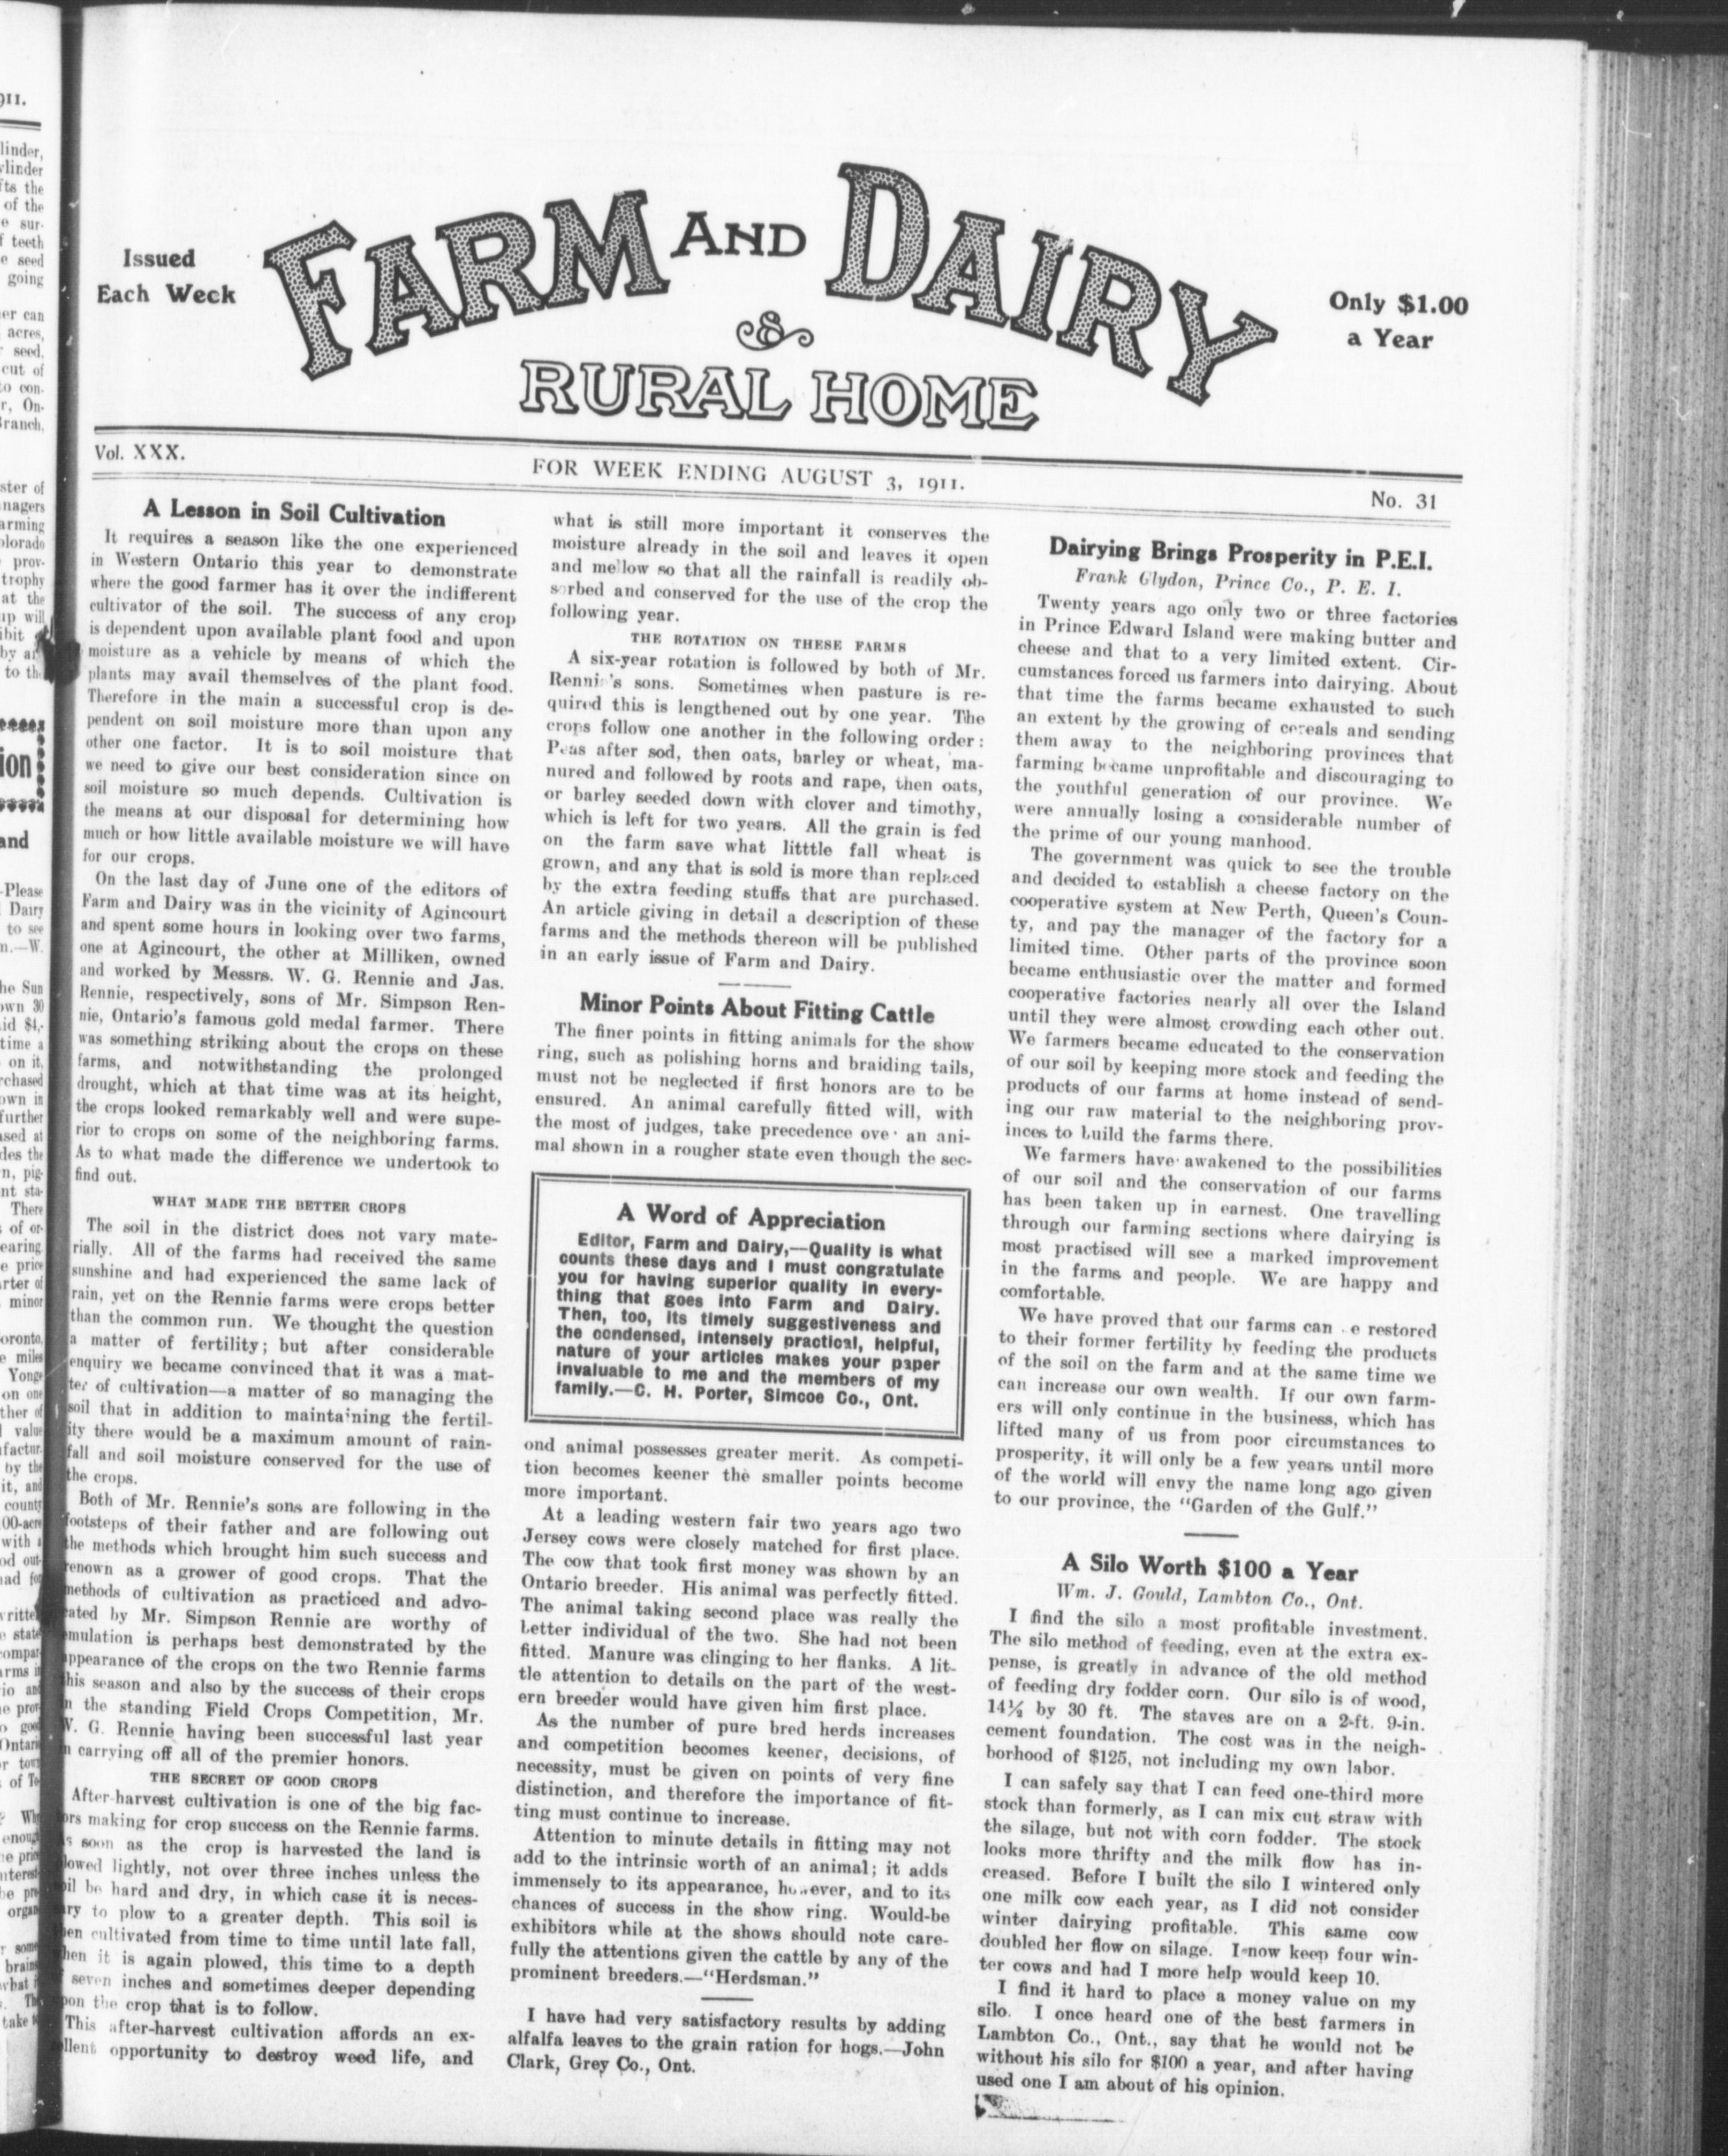 Issued
Each Week
FARM AND DAIRY
&
RURAL HOME
Only $1.00
a Year
Vol. XXX.
FOR WEEK ENDING AUGUST 3, 1911.
No. 31
A Lesson in Soil Cultivation
It requires a season like the one experienced
in Western Ontario this year to demonstrate
where the good farmer has it over the indifferent
cultivator of the soil. The success of any crop
is dependent upon available plant food and upon
moisture as a vehicle by means of which the
plants may avail themselves of the plant food.
Therefore in the main a successful crop is de-
pendent on soil moisture more than upon any
other one factor. It is to soil moisture that
we need to give our best consideration since on
soil moisture so much depends. Cultivation is
the means at our disposal for determining how
much or how little available moisture we will have
for our crops.
On the last day of June one of the editors of
Farm and Dairy was in the vicinity of Agincourt
and spent some hours in looking over two farms,
one at Agincourt, the other at Milliken, owned
and worked by Messrs. W. G. Rennie and Jas.
Rennie, respectively, sons of Mr. Simpson Ren-
nie, Ontario's famous gold medal farmer. There
was something striking about the crops on these
farms, and notwithstanding the prolonged
drought, which at that time was at its height,
the crops looked remarkably well and were supe-
rior to crops on some of the neighboring farms.
As to what made the difference we undertook to
find out.
WHAT MADE THE BETTER CROPS
The soil in the district does not vary mate-
rially. All of the farms had received the same
sunshine and had experienced the same lack of
rain, yet on the Rennie farms were crops better
than the common run. We thought the question
a matter of fertility; but after considerable
enquiry we became convinced that it was a mat-
ter of cultivation—a matter of so managing the
soil that in addition to maintaining the fertil-
ity there would be a maximum amount of rain-
fall and soil moisture conserved for the use of
the crops.
Both of Mr. Rennie's sons are following in the
footsteps of their father and are following out
the methods which brought him such success and
renown as a grower of good crops. That the
methods of cultivation as practiced and advo-
cated by Mr. Simpson Rennie are worthy of
emulation is perhaps best demonstrated by the
appearance of the crops on the two Rennie farms
this season and also by the success of their crops
in the standing Field Crops Competition, Mr.
W. G. Rennie having been successful last year
in carrying off all of the premier honors.
THE SECRET OF GOOD CROPS
After-harvest cultivation is one of the big fac-
tors making for crop success on the Rennie farms.
As soon as the crop is harvested the land is
plowed lightly, not over three inches unless the
soil be hard and dry, in which case it is neces-
sary to plow to a greater depth. This soil is
then cultivated from time to time until late fall,
when it is again plowed, this time to a depth
of seven inches and sometimes deeper depending
upon the crop that is to follow.
This after-harvest cultivation affords an ex-
cellent opportunity to destroy weed life, and
what is still more important it conserves the
moisture already in the soil and leaves it open
and mellow so that all the rainfall is readily ob-
sorbed and conserved for the use of the crop the
following year.
THE ROTATION ON THESE FARMS
A six-year rotation is followed by both of Mr.
Rennie's sons. Sometimes when pasture is re-
quired this is lengthened out by one year. The
crops follow one another in the following order:
Peas after sod, then oats, barley or wheat, ma-
nured and followed by roots and rape, then oats,
or barley seeded down with clover and timothy,
which is left for two years. All the grain is fed
on the farm save what litttle fall wheat is
grown, and any that is sold is more than replaced
by the extra feeding stuffs that are purchased.
An article giving in detail a description of these
farms and the methods thereon will be published
in an early issue of Farm and Dairy.
Minor Points About Fitting Cattle
The finer points in fitting animals for the show
ring, such as polishing horns and braiding tails,
must not be neglected if first honors are to be
ensured. An animal carefully fitted will, with
the most of judges, take precedence over an ani-
mal shown in a rougher state even though the sec-
A Word of Appreciation
Editor, Farm and Dairy,—Quality is what
counts these days and I must congratulate
you for having superior quality in every-
thing that goes into Farm and Dairy.
Then, too, its timely suggestiveness and
the condensed, intensely practical, helpful,
nature of your articles makes your paper
invaluable to me and the members of my
family.—C. H. Porter, Simcoe Co., Ont.
ond animal possesses greater merit. As competi-
tion becomes keener the smaller points become
more important.
At a leading western fair two years ago two
Jersey cows were closely matched for first place.
The cow that took first money was shown by an
Ontario breeder. His animal was perfectly fitted.
The animal taking second place was really the
better individual of the two. She had not been
fitted. Manure was clinging to her flanks. A lit-
tle attention to details on the part of the west-
ern breeder would have given him first place.
As the number of pure bred herds increases
and competition becomes keener, decisions, of
necessity, must be given on points of very fine
distinction, and therefore the importance of fit-
ting must continue to increase.
Attention to minute details in fitting may not
add to the intrinsic worth of an animal; it adds
immensely to its appearance, however, and to its
chances of success in the show ring. Would-be
exhibitors while at the shows should note care-
fully the attentions given the cattle by any of the
prominent breeders.—"Herdsman."
I have had very satisfactory results by adding
alfalfa leaves to the grain ration for hogs.—John
Clark, Grey Co., Ont.
Dairying Brings Prosperity in P.E.I.
Frank Glydon, Prince Co., P. E. I.
Twenty years ago only two or three factories
in Prince Edward Island were making butter and
cheese and that to a very limited extent. Cir-
cumstances forced us farmers into dairying. About
that time the farms became exhausted to such
an extent by the growing of cereals and sending
them away to the neighboring provinces that
farming became unprofitable and discouraging to
the youthful generation of our province. We
were annually losing a considerable number of
the prime of our young manhood.
The government was quick to see the trouble
and decided to establish a cheese factory on the
cooperative system at New Perth, Queen's Coun-
ty, and pay the manager of the factory for a
limited time. Other parts of the province soon
became enthusiastic over the matter and formed
cooperative factories nearly all over the Island
until they were almost crowding each other out.
We farmers became educated to the conservation
of our soil by keeping more stock and feeding the
products of our farms at home instead of send-
ing our raw material to the neighboring prov-
inces to build the farms there.
We farmers have awakened to the possibilities
of our soil and the conservation of our farms
has been taken up in earnest. One travelling
through our farming sections where dairying is
most practised will see a marked improvement
in the farms and people. We are happy and
comfortable.
We have proved that our farms can be restored
to their former fertility by feeding the products
of the soil on the farm and at the same time we
can increase our own wealth. If our own farm-
ers will only continue in the business, which has
lifted many of us from poor circumstances to
prosperity, it will only be a few years until more
of the world will envy the name long ago given
to our province, the "Garden of the Gulf."
A Silo Worth $100 a Year
Wm. J. Gould, Lambton Co., Ont.
I find the silo a most profitable investment.
The silo method of feeding, even at the extra ex-
pense, is greatly in advance of the old method
of feeding dry fodder corn. Our silo is of wood,
14½ by 30 ft. The staves are on a 2-ft. 9-in.
cement foundation. The cost was in the neigh-
borhood of $125, not including my own labor.
I can safely say that I can feed one-third more
stock than formerly, as I can mix cut straw with
the silage, but not with corn fodder. The stock
looks more thrifty and the milk flow has in-
creased. Before I built the silo I wintered only
one milk cow each year, as I did not consider
winter dairying profitable. This same cow
doubled her flow on silage. I now keep four win-
ter cows and had I more help would keep 10.
I find it hard to place a money value on my
silo. I once heard one of the best farmers in
Lambton Co., Ont., say that he would not be
without his silo for $100 a year, and after having
used one I am about of his opinion.